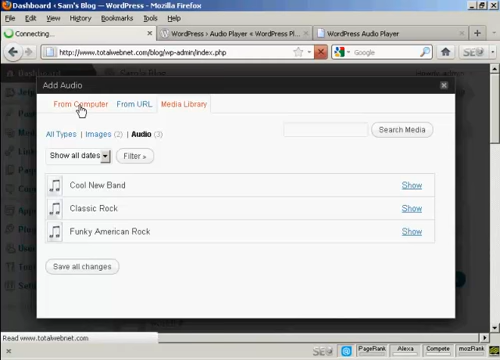 Dashboard ‹ Sam's Blog — WordPress - Mozilla Firefox
File Edit View History Bookmarks Tools Help
Connecting...
WordPress › Audio Player « WordPress Pl...
WordPress Audio Player
http://www.totalwebnet.com/blog/wp-admin/index.php
Google
Add Audio
From Computer From URL Media Library
All Types Images (2) Audio (3)
Search Media
Show all dates Filter »
Cool New Band Show
Classic Rock Show
Funky American Rock Show
Save all changes
Read www.totalwebnet.com
PageRank Alexa Compete mozRank